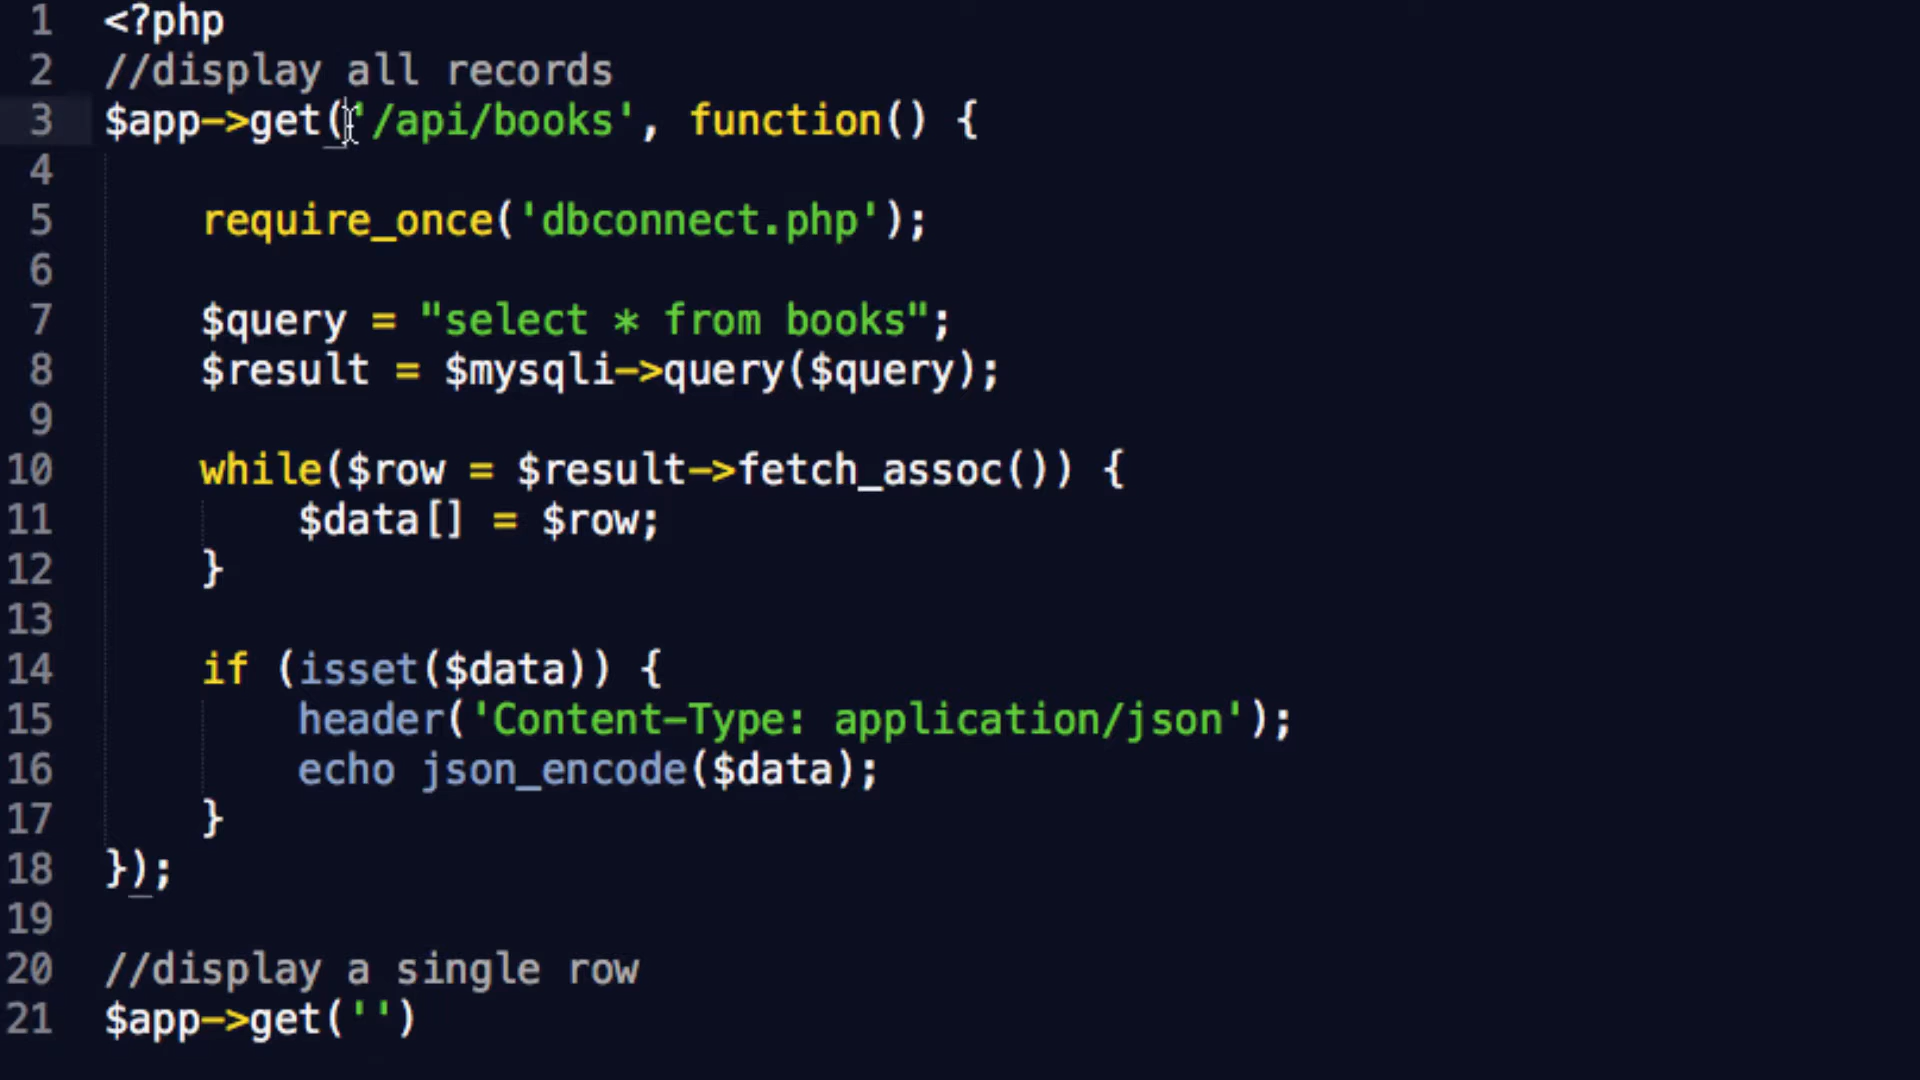 1 <?php
2 //display all records
3 $app->get('/api/books', function() {
4
5 require_once('dbconnect.php');
6
7 $query = "select * from books";
8 $result = $mysqli->query($query);
9
10 while($row = $result->fetch_assoc()) {
11 $data[] = $row;
12 }
13
14 if (isset($data)) {
15 header('Content-Type: application/json');
16 echo json_encode($data);
17 }
18 });
19
20 //display a single row
21 $app->get('')